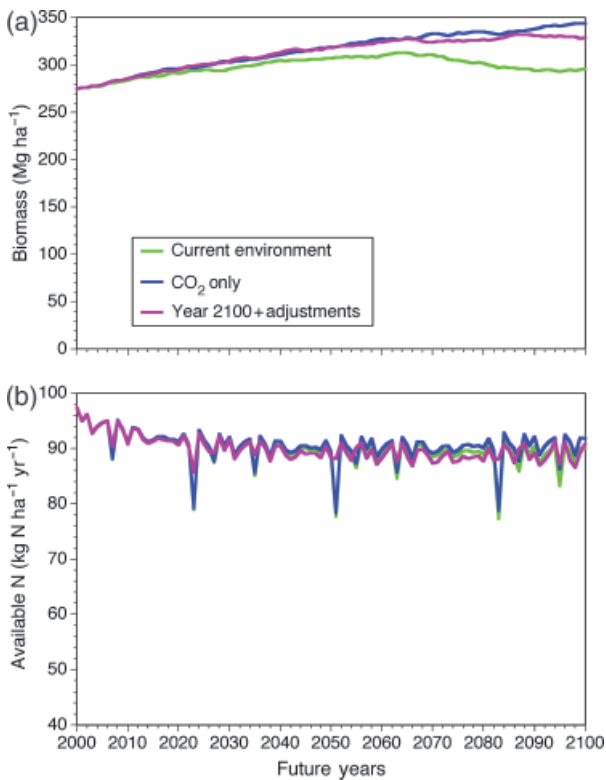 (a)
350
300
250
200
150
100
50
0
Biomass (Mg ha⁻¹)
Current environment
CO₂ only
Year 2100+adjustments
(b)
100
90
80
70
60
50
40
Available N (kg N ha⁻¹ yr⁻¹)
2000 2010 2020 2030 2040 2050 2060 2070 2080 2090 2100
Future years